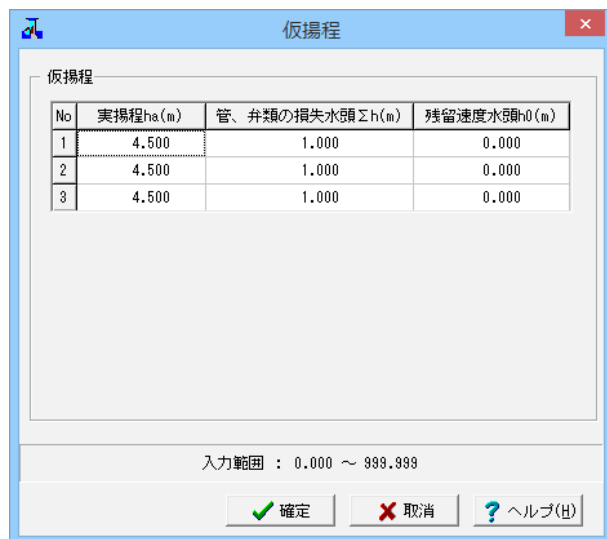 仮揚程
仮揚程
No 実揚程ha(m) 管、弁類の損失水頭Σh(m) 残留速度水頭h0(m)
1 4.500 1.000 0.000
2 4.500 1.000 0.000
3 4.500 1.000 0.000
入力範囲 : 0.000 ～ 999.999
確定 取消 ? ヘルプ(H)